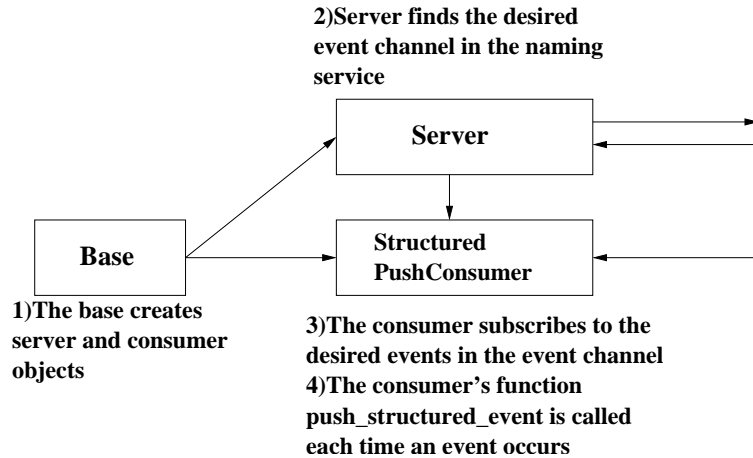 2)Server finds the desired
event channel in the naming
service
Server
Base
Structured
PushConsumer
1)The base creates
server and consumer
objects
3)The consumer subscribes to the
desired events in the event channel
4)The consumer's function
push_structured_event is called
each time an event occurs